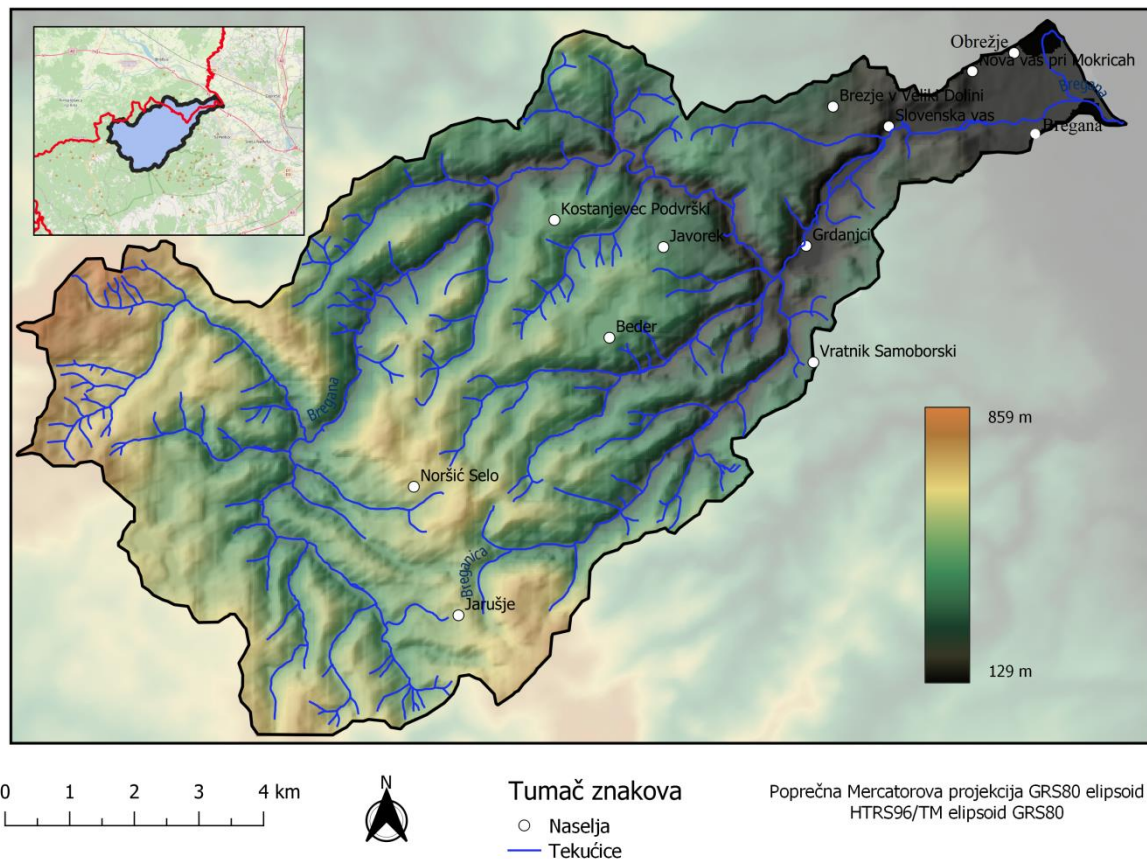 Obrežje
Nova vas pri Mokricah
Bregana
Brezje v Veliki Dolini
Slovenska vas
Bregana
Kostanjevec Podvrški
Javorek
Grdanjci
Beder
Vratnik Samoborski
Bregana
859 m
Noršić Selo
Breganica
Jarušje
129 m
0 1 2 3 4 km
N
Tumač znakova
Naselja
Tekućice
Poprečna Mercatorova projekcija GRS80 elipsoid
HTRS96/TM elipsoid GRS80